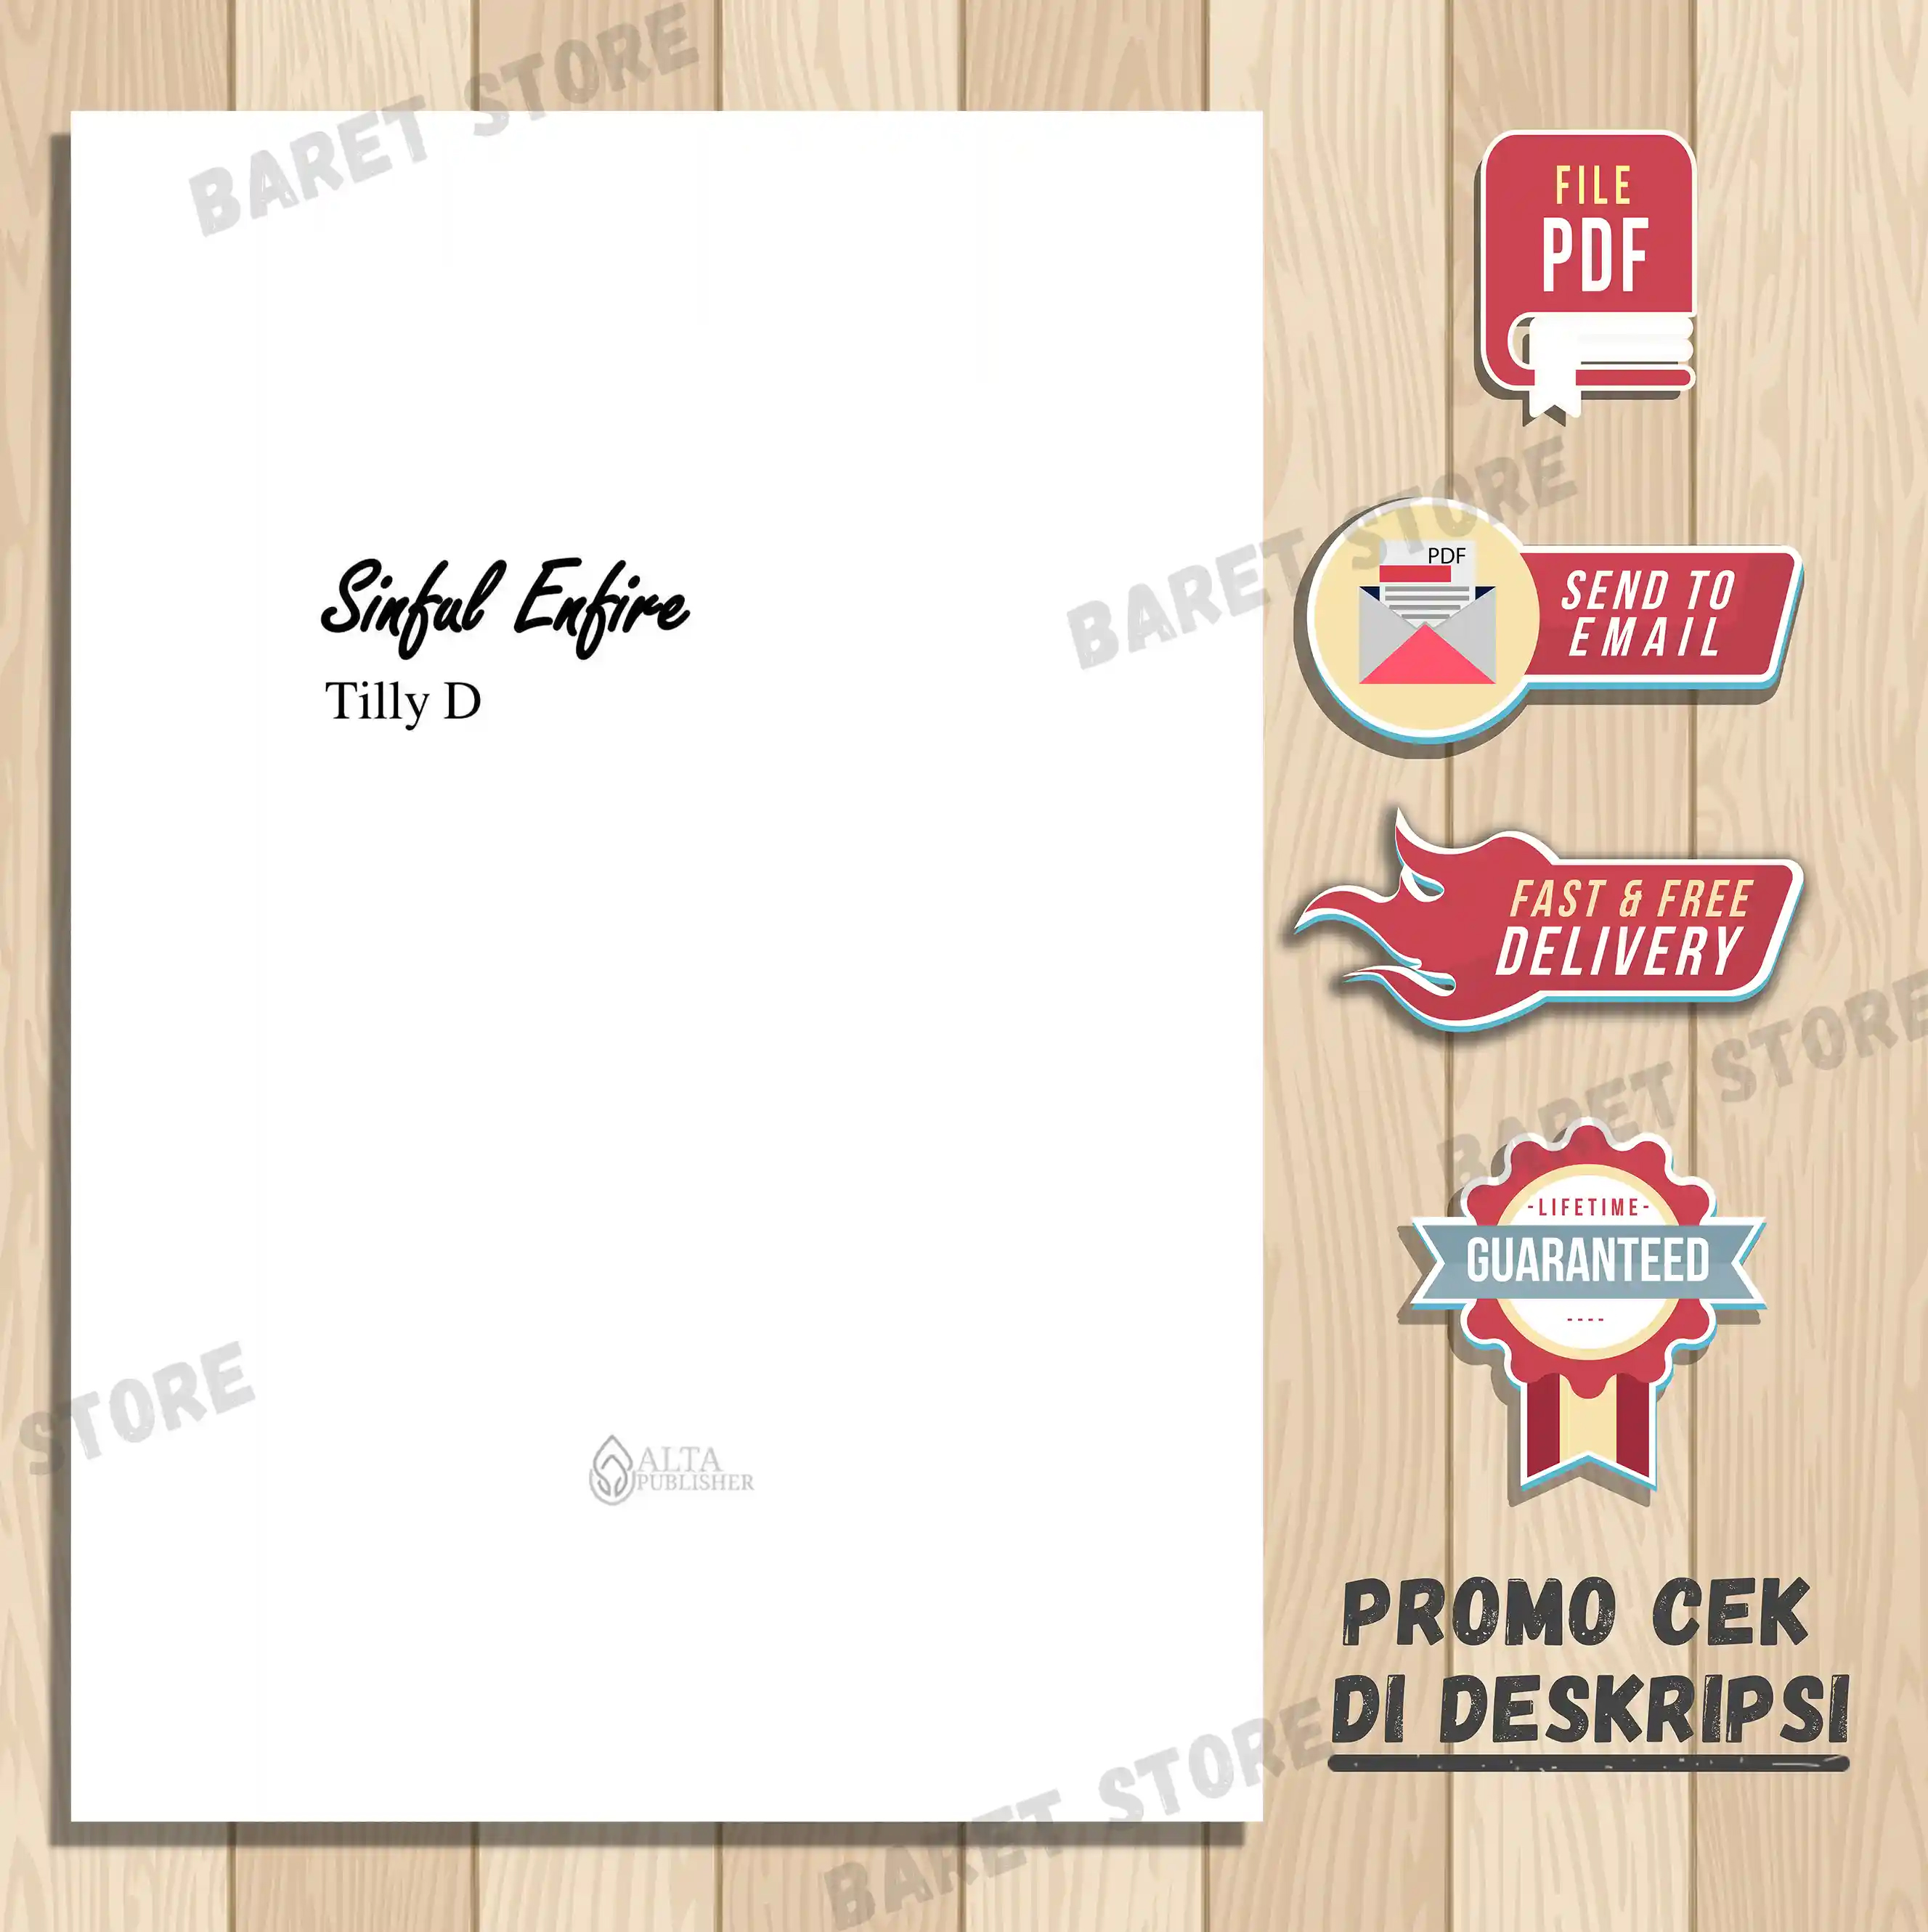 BARET STORE
Sinful Enfire
Tilly D
ALTA
PUBLISHER
FILE
PDF
BARET STORE
PDF
SEND TO
EMAIL
FAST & FREE
DELIVERY
BARET STORE
-LIFETIME-
GUARANTEED
STORE
PROMO CEK
DI DESKRIPSI
BARET STORE